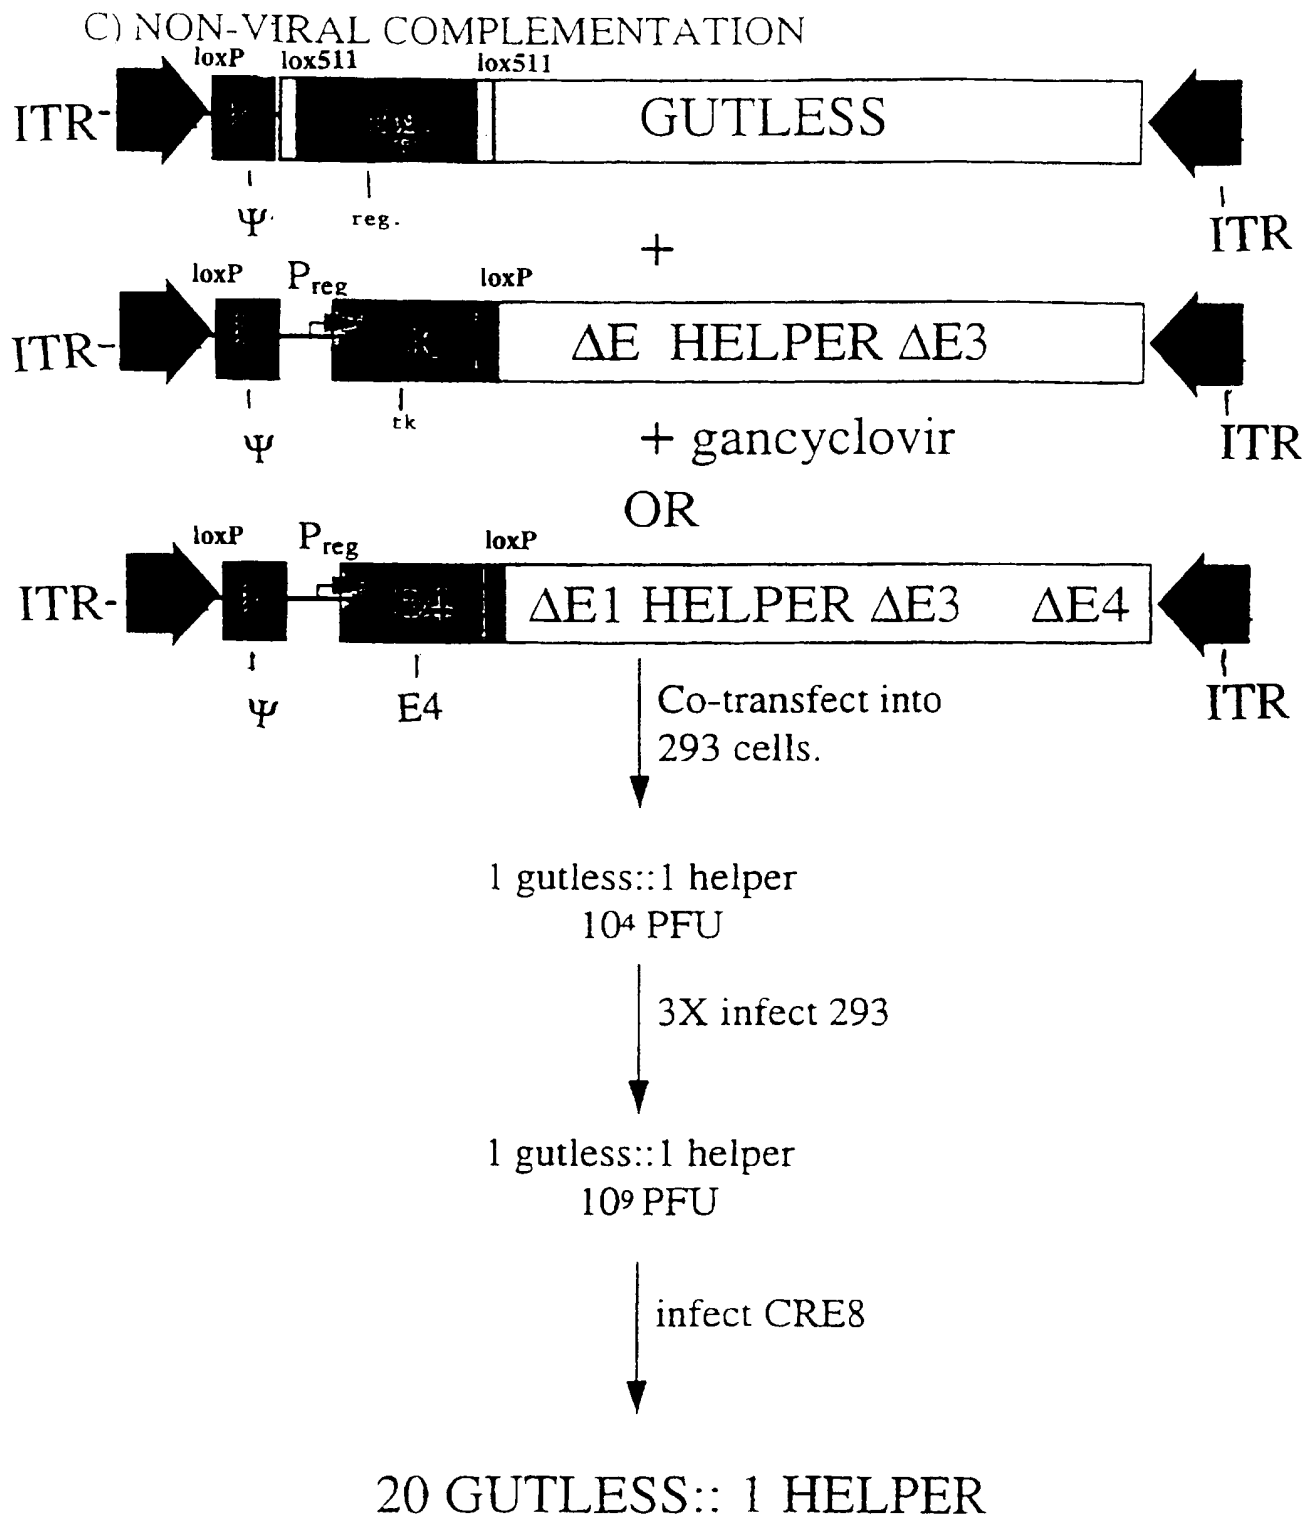 C) NON-VIRAL COMPLEMENTATION
loxP lox511 lox511
ITR- GUTLESS
Ψ reg. ITR
+
loxP Preg loxP
ITR- ΔE HELPER ΔE3
Ψ tk ITR
+ gancyclovir
OR
loxP Preg loxP
ITR- E4 ΔE1 HELPER ΔE3 ΔE4
Ψ E4 ITR
Co-transfect into
293 cells.
1 gutless::1 helper
10⁴ PFU
3X infect 293
1 gutless::1 helper
10⁹ PFU
infect CRE8
20 GUTLESS:: 1 HELPER